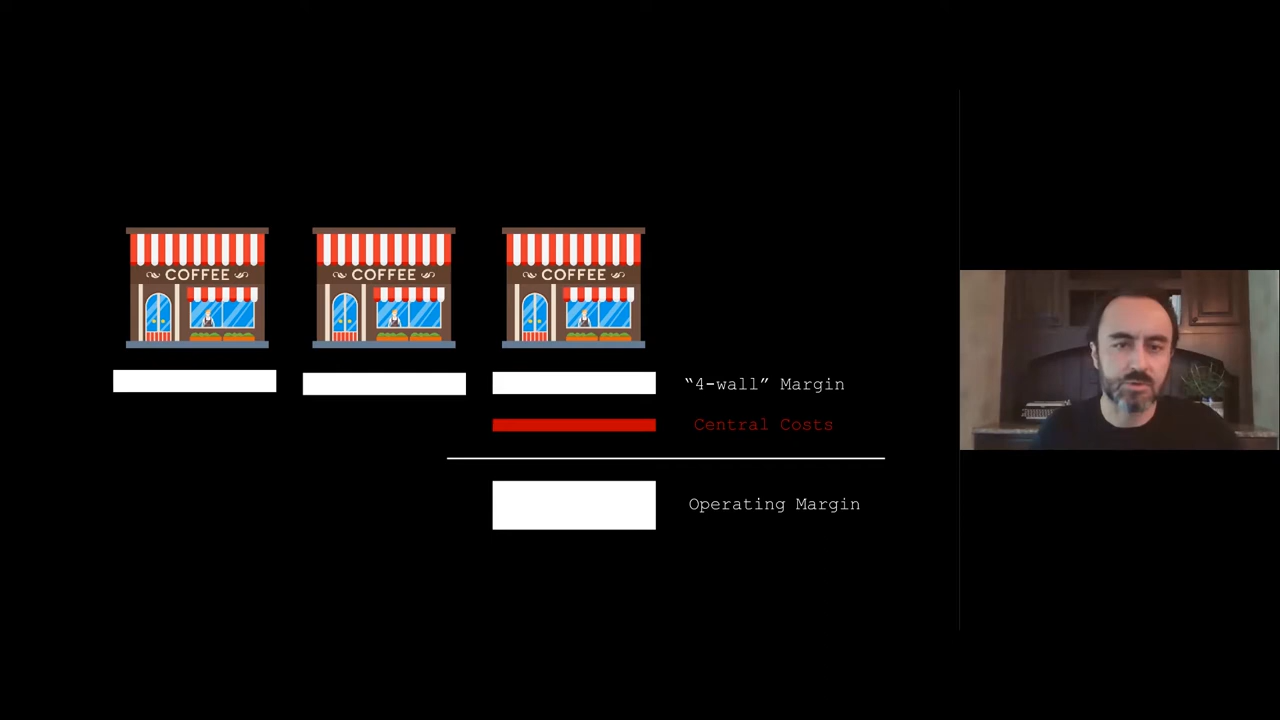 COFFEE
COFFEE
COFFEE
“4-wall” Margin
Central Costs
Operating Margin